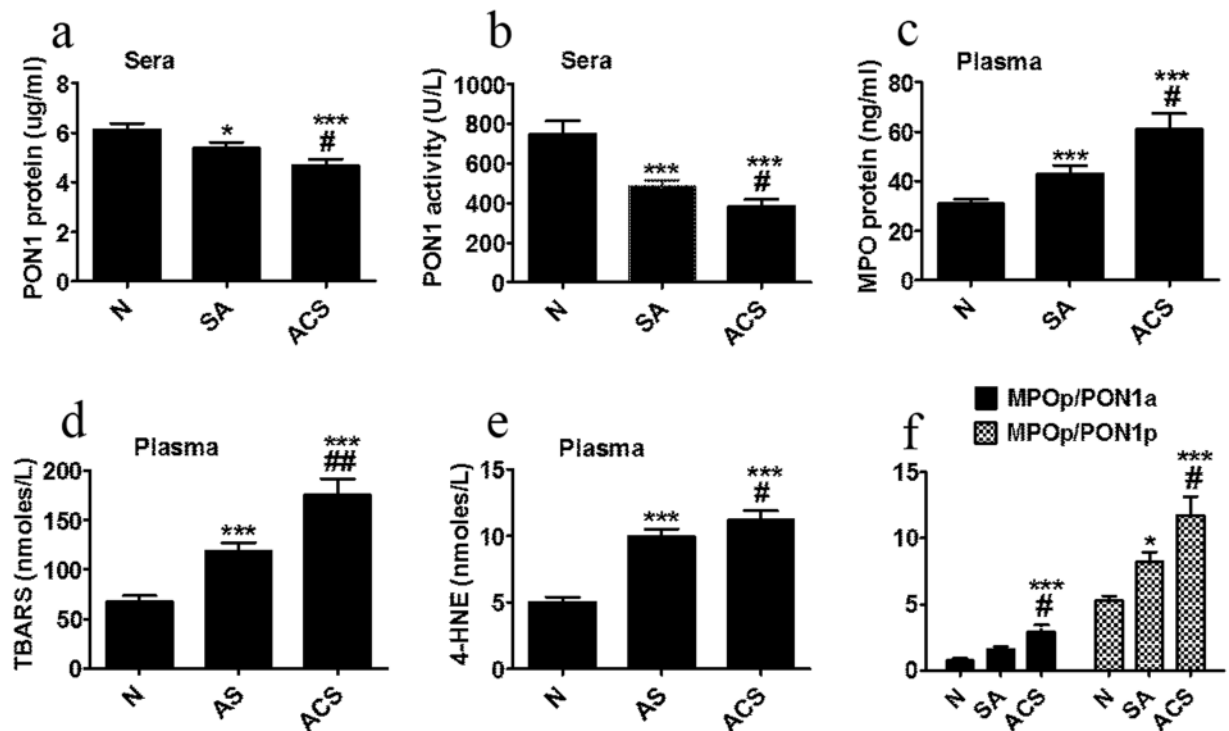 a
Sera
PON1 protein (ug/ml)
8
6
4
2
0
*
***
#
N
SA
ACS
b
Sera
PON1 activity (U/L)
1000
800
600
400
200
0
***
***
#
N
SA
ACS
c
Plasma
MPO protein (ng/ml)
80
60
40
20
0
***
***
#
N
SA
ACS
d
Plasma
TBARS (nmoles/L)
200
150
100
50
0
***
***
##
N
AS
ACS
e
Plasma
4-HNE (nmoles/L)
15
10
5
0
***
***
#
N
AS
ACS
MPOp/PON1a
MPOp/PON1p
f
15
10
5
0
***
#
*
***
#
N
SA
ACS
N
SA
ACS